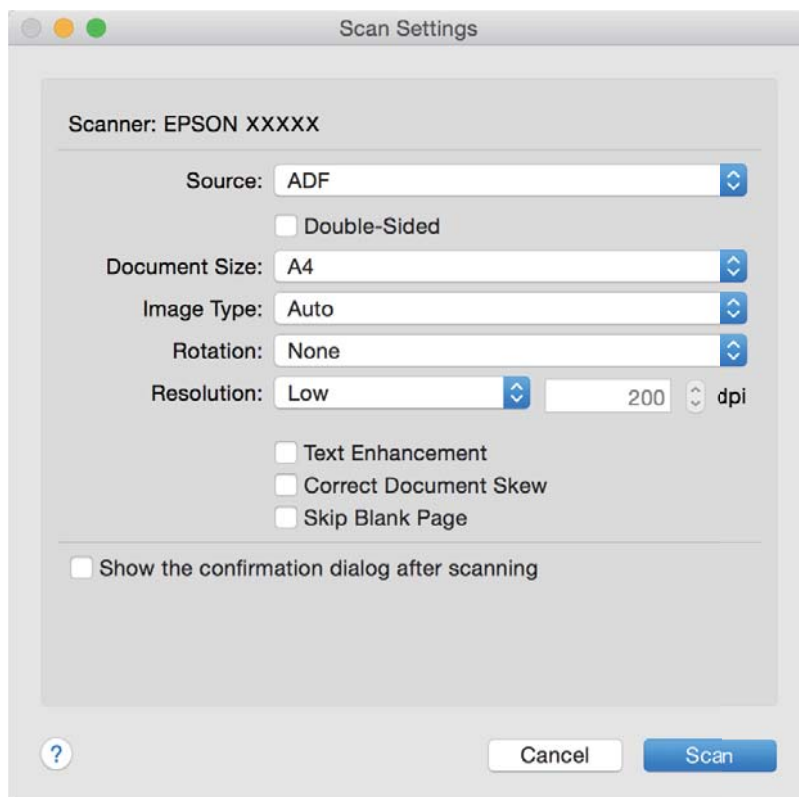 Scan Settings
Scanner: EPSON XXXXX
Source: ADF
Double-Sided
Document Size: A4
Image Type: Auto
Rotation: None
Resolution: Low 200 dpi
Text Enhancement
Correct Document Skew
Skip Blank Page
Show the confirmation dialog after scanning
? Cancel Scan